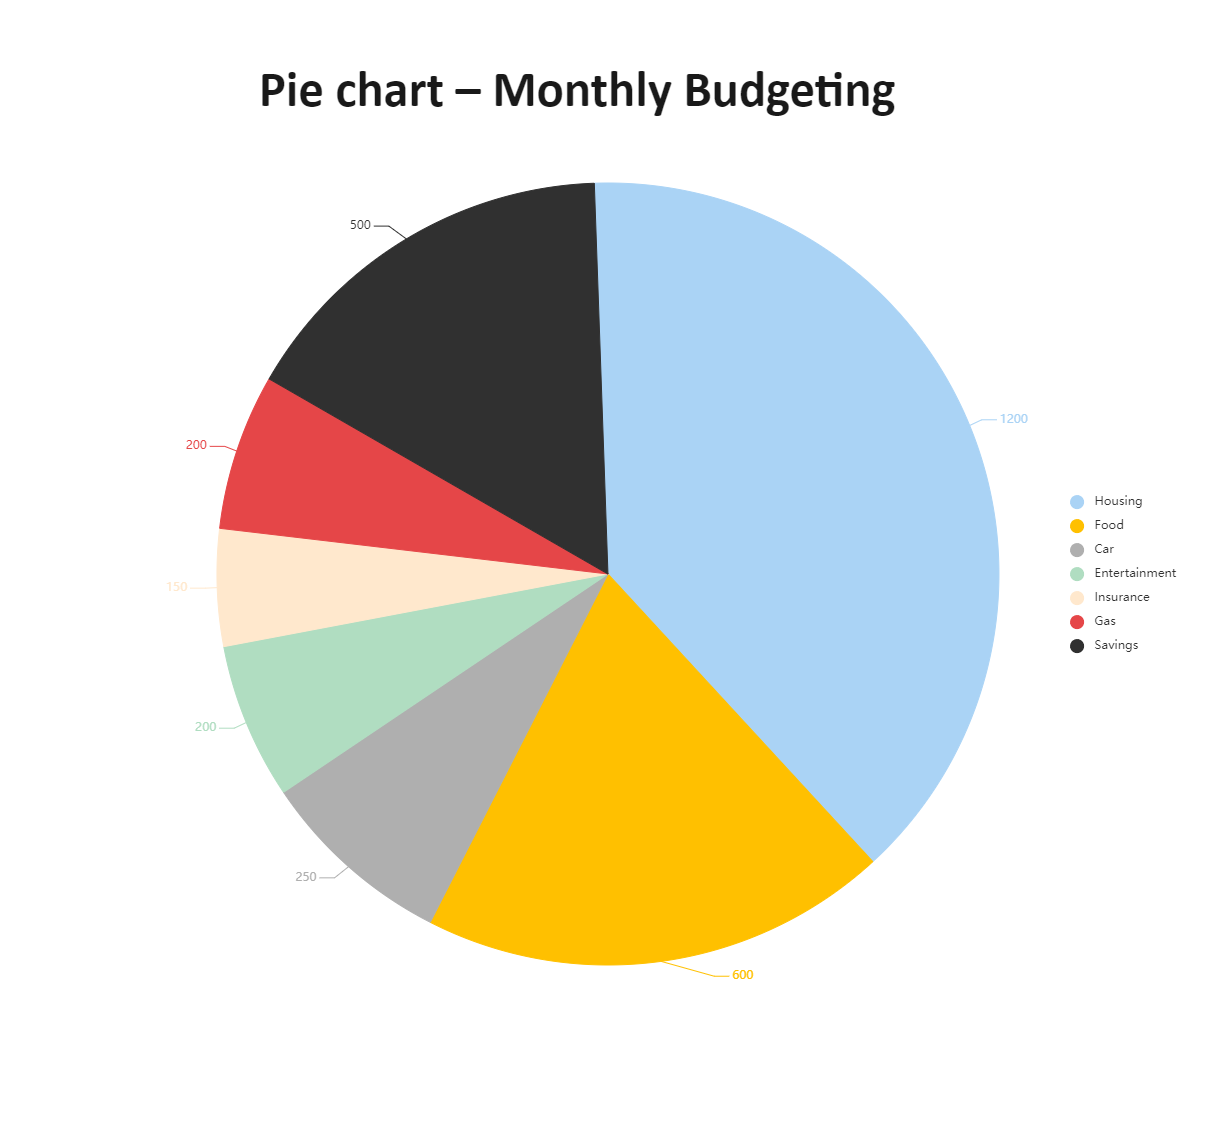 Pie chart – Monthly Budgeting
500
1200
200
150
200
250
600
Housing
Food
Car
Entertainment
Insurance
Gas
Savings